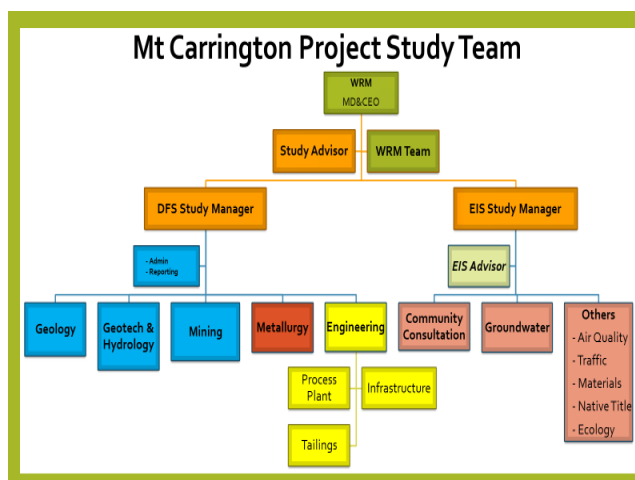 Mt Carrington Project Study Team
WRM
MD&CEO
Study Advisor
WRM Team
DFS Study Manager
EIS Study Manager
- Admin
- Reporting
EIS Advisor
Geology
Geotech &
Hydrology
Mining
Metallurgy
Engineering
Community
Consultation
Groundwater
Others
- Air Quality
- Traffic
- Materials
- Native Title
- Ecology
Process
Plant
Infrastructure
Tailings